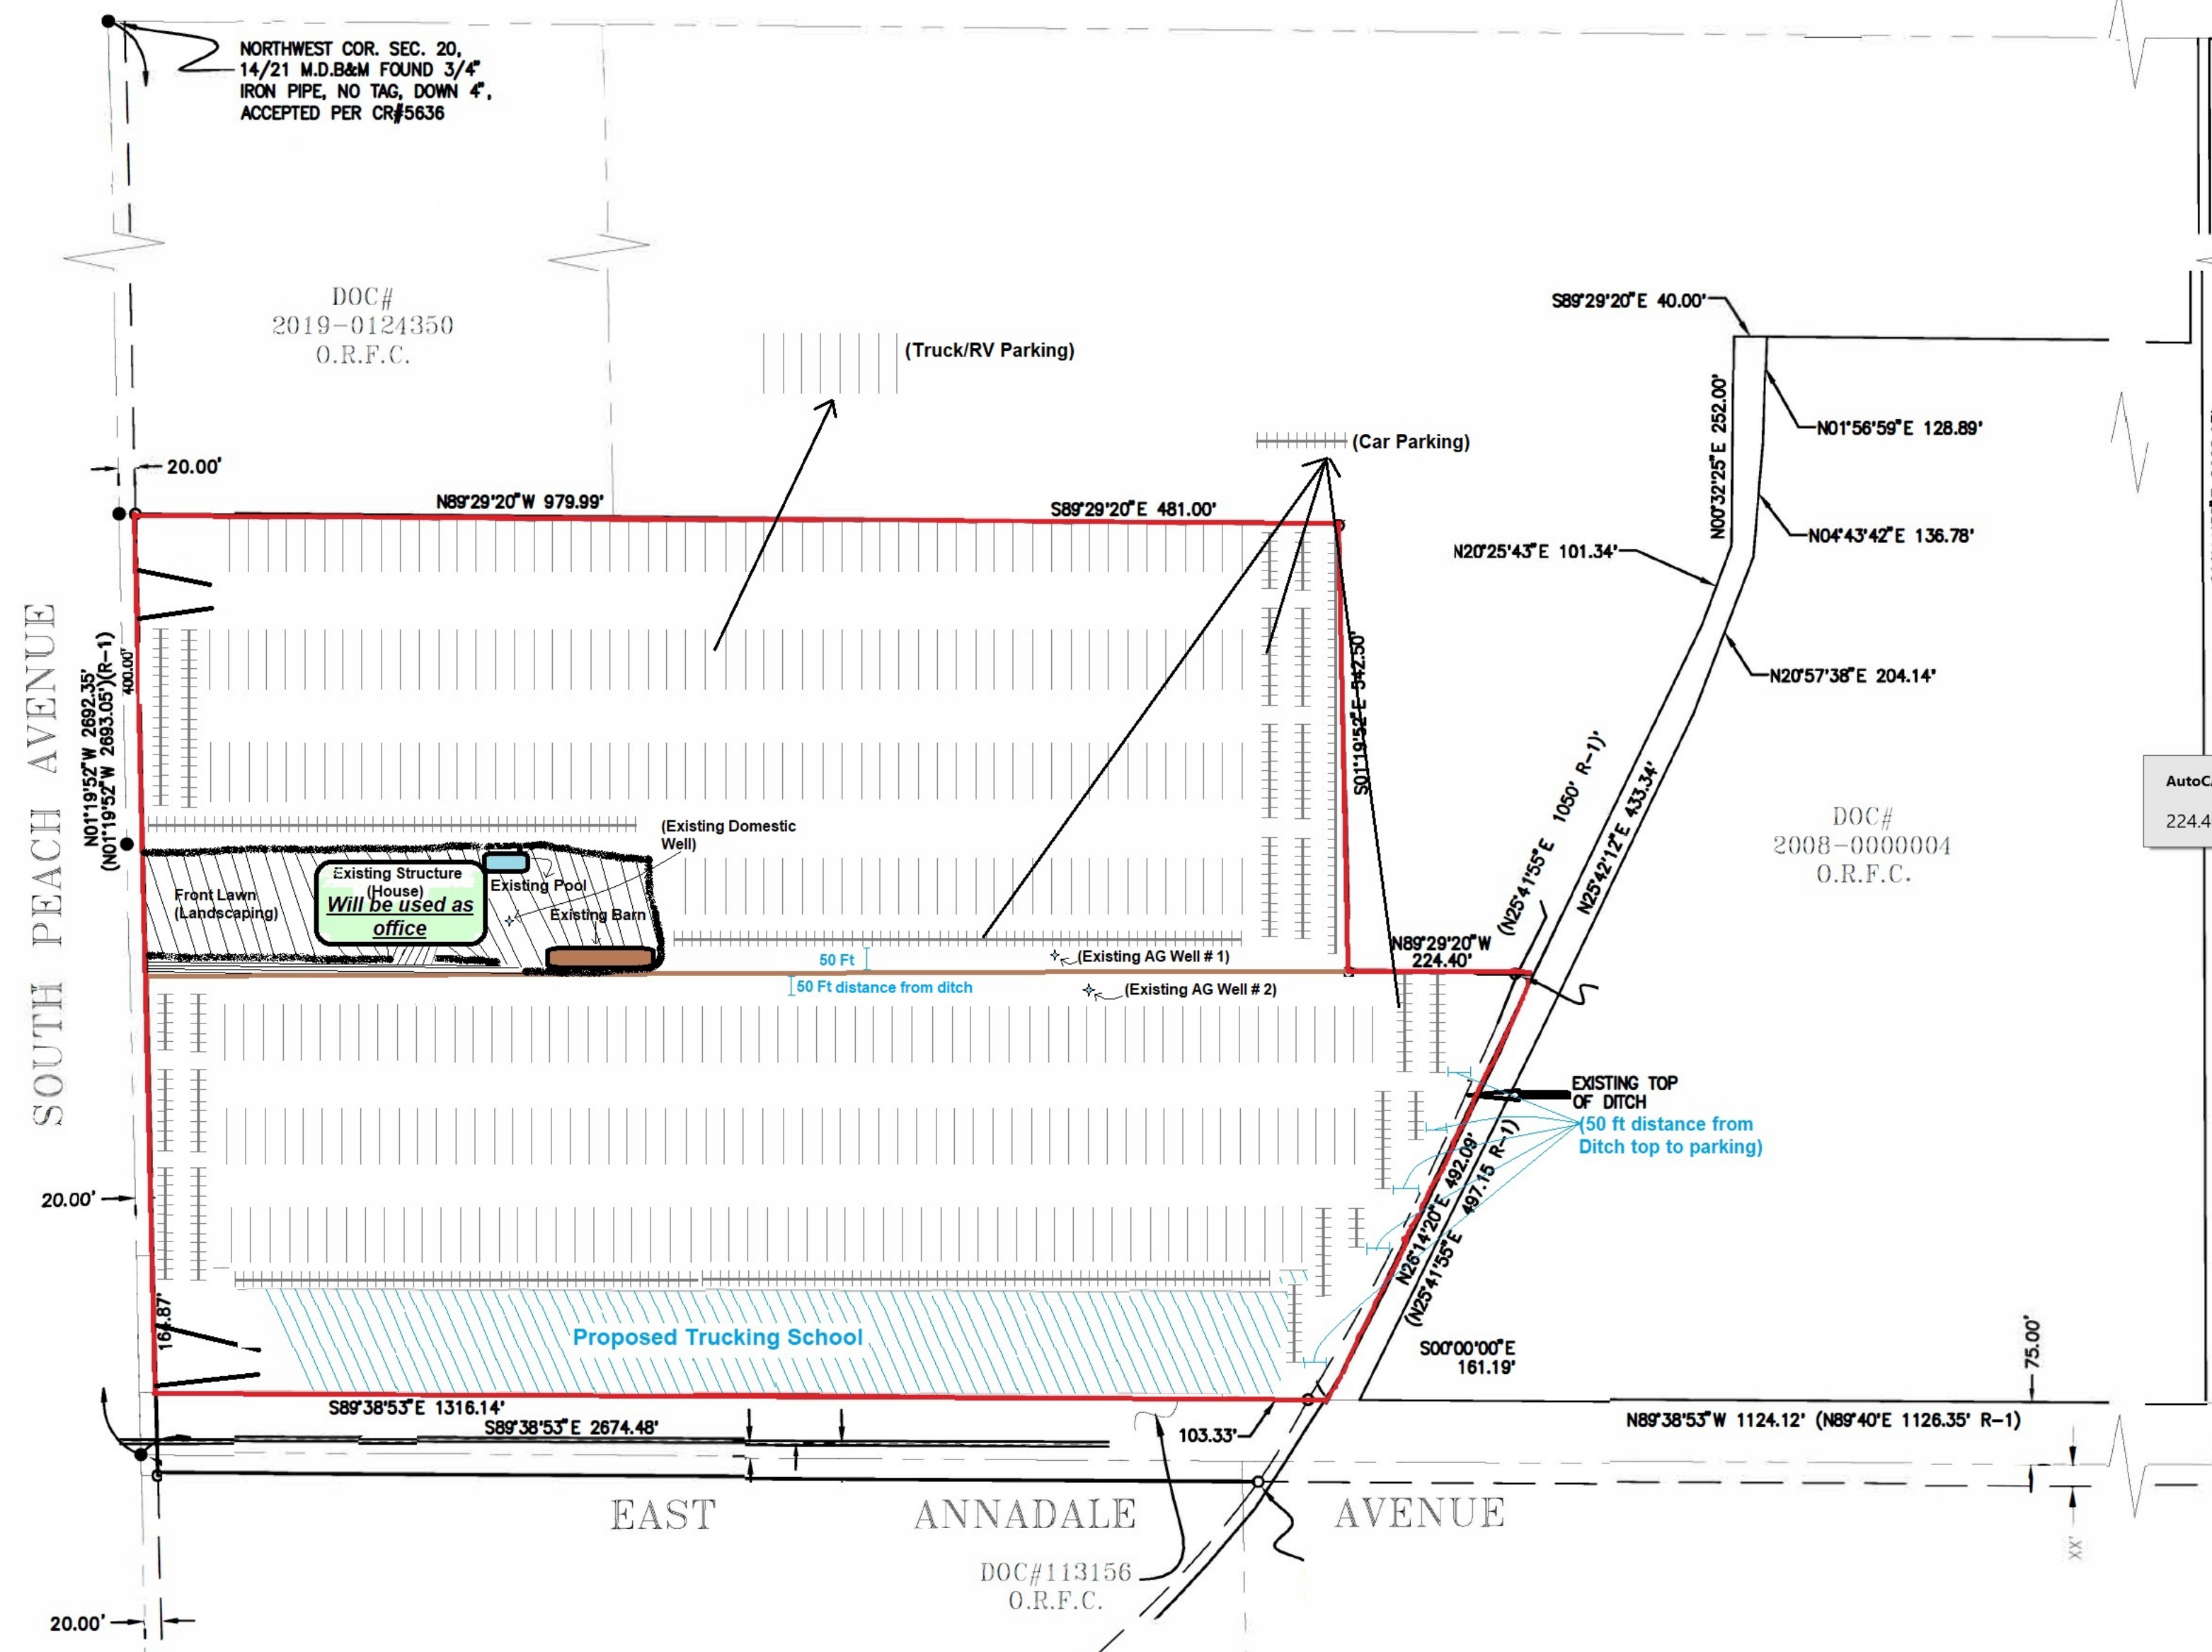 NORTHWEST COR. SEC. 20,
14/21 M.D.B&M FOUND 3/4"
IRON PIPE, NO TAG, DOWN 4",
ACCEPTED PER CR#5636
DOC#
2019-0124350
O.R.F.C.
(Truck/RV Parking)
(Car Parking)
S89°29'20"E 40.00'
N00°32'25"E 252.00'
N01°56'59"E 128.89'
N04°43'42"E 136.78'
N20°25'43"E 101.34'
N20°57'38"E 204.14'
20.00'
N89°29'20"W 979.99'
S89°29'20"E 481.00'
SOUTH PEACH AVENUE
N01°19'52"W 2692.35'
(N01°19'52"W 2693.05')(R-1)
400.00'
S01°19'52"E 542.50'
(N25°41'55"E 1050' R-1)'
N25°42'12"E 433.34'
DOC#
2008-0000004
O.R.F.C.
AutoC
224.4
(Existing Domestic
Well)
Front Lawn
(Landscaping)
Existing Structure
(House)
Will be used as
office
Existing Pool
Existing Barn
50 Ft
(Existing AG Well # 1)
N89°29'20"W
224.40'
50 Ft distance from ditch
(Existing AG Well # 2)
EXISTING TOP
OF DITCH
(50 ft distance from
Ditch top to parking)
N26°14'20"E 492.09'
(N25°41'55"E 497.15 R-1)
20.00'
164.87'
Proposed Trucking School
S00°00'00"E
161.19'
75.00'
S89°38'53"E 1316.14'
S89°38'53"E 2674.48'
103.33'
N89°38'53"W 1124.12' (N89°40'E 1126.35' R-1)
EAST ANNADALE AVENUE
XX'
DOC#113156
O.R.F.C.
20.00'